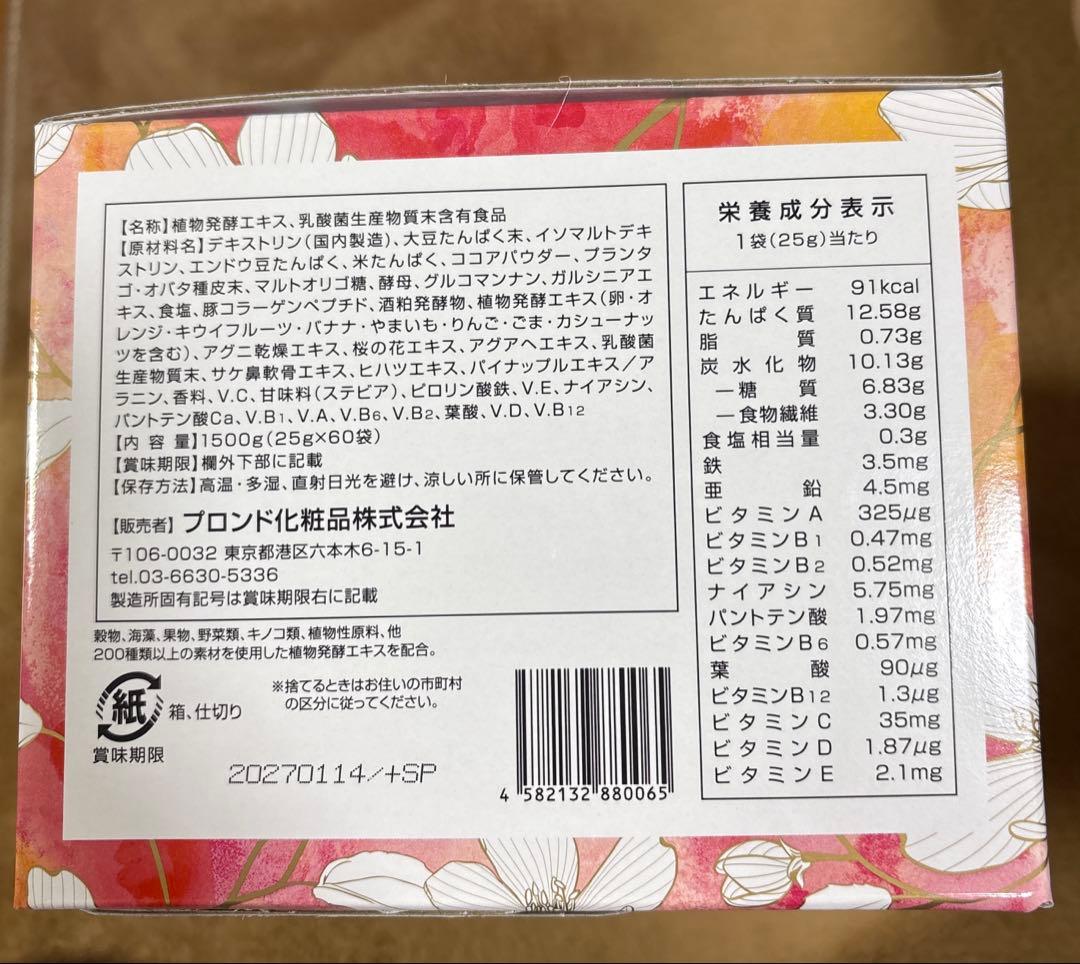 【名称】植物発酵エキス、乳酸菌生産物質末含有食品
【原材料名】デキストリン(国内製造)、大豆たんぱく末、イソマルトデキ
ストリン、エンドウ豆たんぱく、米たんぱく、ココアパウダー、プランタ
ゴ・オバタ種皮末、マルトオリゴ糖、酵母、グルコマンナン、ガルシニアエ
キス、食塩、豚コラーゲンペプチド、酒粕発酵物、植物発酵エキス(卵・オ
レンジ・キウイフルーツ・バナナ・やまいも・りんご・ごま・カシューナッ
ツを含む)、アグニ乾燥エキス、桜の花エキス、アグアヘエキス、乳酸菌
生産物質末、サケ鼻軟骨エキス、ヒハツエキス、パイナップルエキス/ア
ラニン、香料、V.C、甘味料(ステビア)、ピロリン酸鉄、V.E、ナイアシン、
パントテン酸Ca、V.B1、V.A、V.B6、V.B2、葉酸、V.D、V.B12
【内容量】1500g(25g×60袋)
【賞味期限】欄外下部に記載
【保存方法】高温・多湿、直射日光を避け、涼しい所に保管してください。
【販売者】プロンド化粧品株式会社
〒106-0032 東京都港区六本木6-15-1
tel.03-6630-5336
製造所固有記号は賞味期限右に記載
穀物、海藻、果物、野菜類、キノコ類、植物性原料、他
200種類以上の素材を使用した植物発酵エキスを配合。
紙
箱、仕切り
※捨てるときはお住いの市町村
の区分に従ってください。
賞味期限
20270114/+SP
4 582132 880065
栄養成分表示
1袋(25g)当たり
エネルギー 91kcal
たんぱく質 12.58g
脂質 0.73g
炭水化物 10.13g
―糖質 6.83g
―食物繊維 3.30g
食塩相当量 0.3g
鉄 3.5mg
亜鉛 4.5mg
ビタミンA 325μg
ビタミンB1 0.47mg
ビタミンB2 0.52mg
ナイアシン 5.75mg
パントテン酸 1.97mg
ビタミンB6 0.57mg
葉酸 90μg
ビタミンB12 1.3μg
ビタミンC 35mg
ビタミンD 1.87μg
ビタミンE 2.1mg